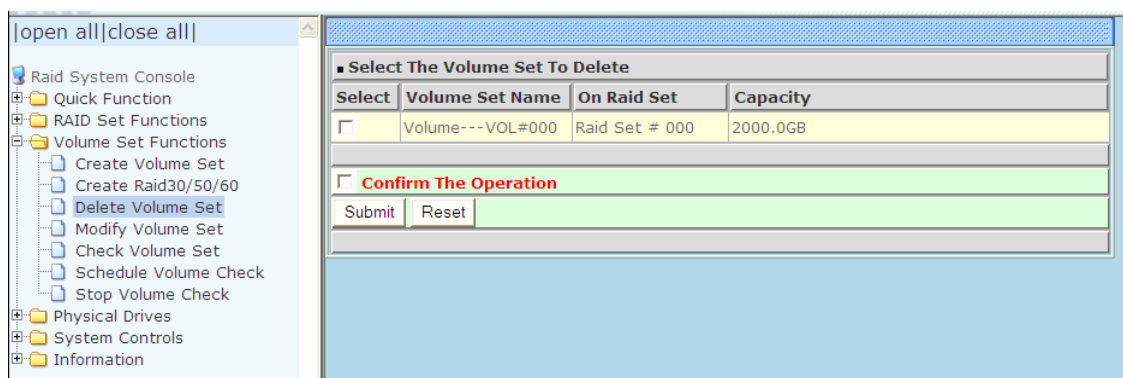 |open all|close all|
Raid System Console
Quick Function
RAID Set Functions
Volume Set Functions
Create Volume Set
Create Raid30/50/60
Delete Volume Set
Modify Volume Set
Check Volume Set
Schedule Volume Check
Stop Volume Check
Physical Drives
System Controls
Information
Select The Volume Set To Delete
Select Volume Set Name On Raid Set Capacity
Volume---VOL#000 Raid Set # 000 2000.0GB
Confirm The Operation
Submit Reset